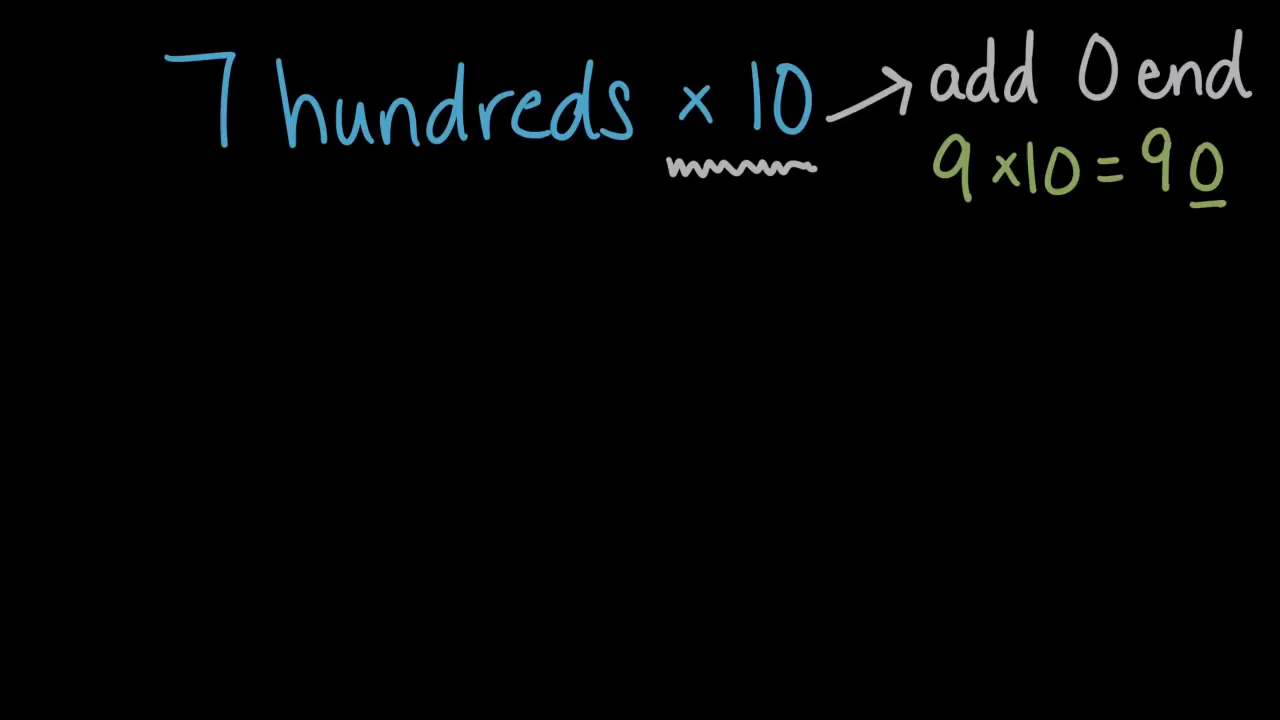 7 hundreds × 10 → add 0 end
9 × 10 = 90